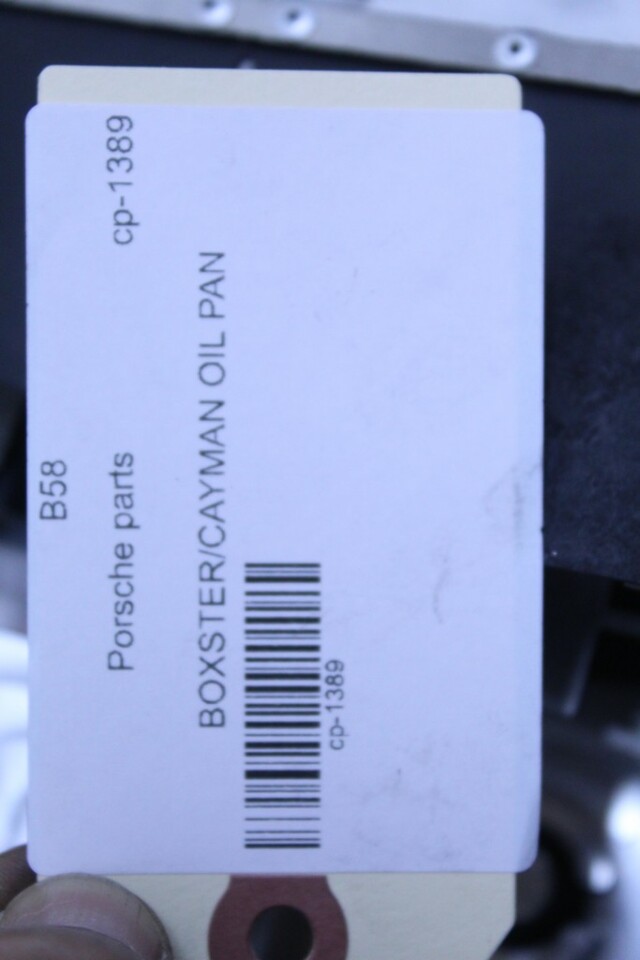 B58
Porsche parts cp-1389
BOXSTER/CAYMAN OIL PAN
cp-1389